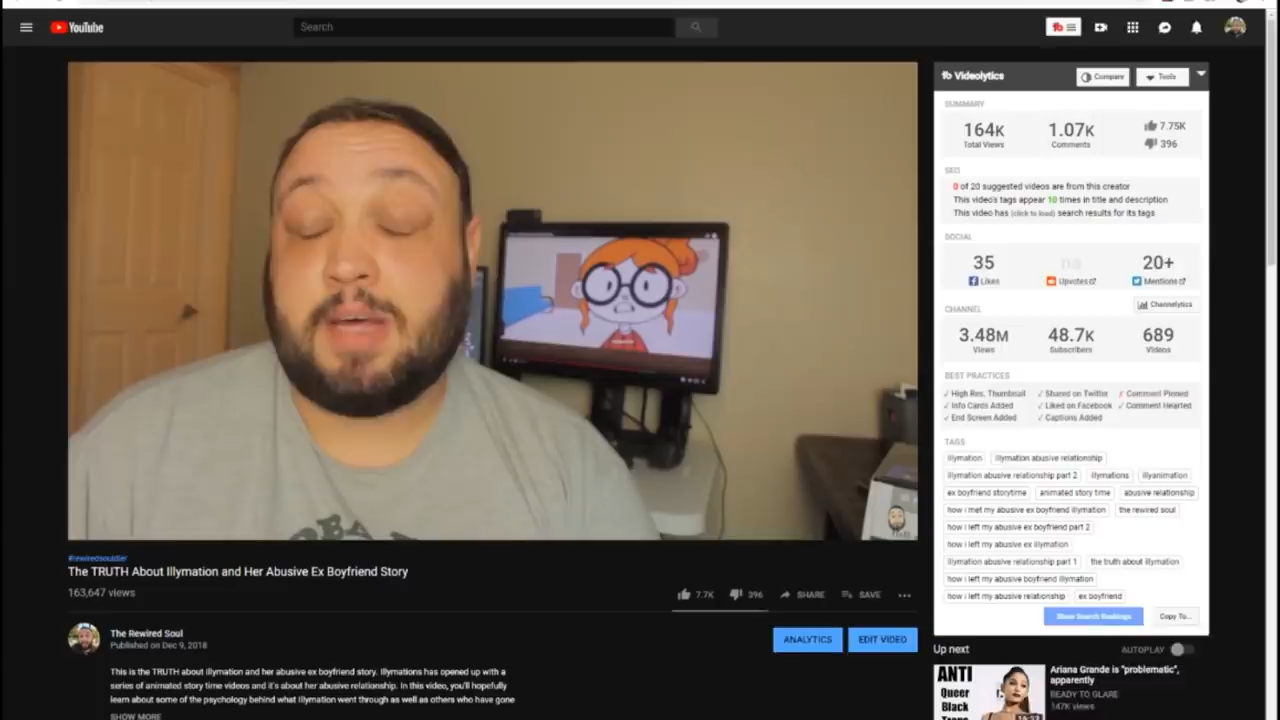 YouTube
Search
Videolytics
Compare
Tools
SUMMARY
164K
Total Views
1.07K
Comments
7.75K
396
SEO
0 of 20 suggested videos are from this creator
This video's tags appear 10 times in title and description
This video has (click to load) search results for its tags
SOCIAL
35
Likes
na
Upvotes
20+
Mentions
CHANNEL
Channelytics
3.48M
Views
48.7K
Subscribers
689
Videos
BEST PRACTICES
✓ High Res. Thumbnail
✓ Shared on Twitter
✗ Comment Pinned
✓ Info Cards Added
✓ Liked on Facebook
✓ Comment Hearted
✓ End Screen Added
✓ Captions Added
TAGS
illymation
illymation abusive relationship
illymation abusive relationship part 2
illymations
illyanimation
ex boyfriend storytime
animated story time
abusive relationship
how i met my abusive ex boyfriend illymation
the rewired soul
how i left my abusive ex boyfriend part 2
how i left my abusive ex illymation
illymation abusive relationship part 1
the truth about illymation
how i left my abusive boyfriend illymation
how i left my abusive relationship
ex boyfriend
Show Search Rankings
Copy To...
#rewiredsouldier
The TRUTH About Illymation and Her Abusive Ex Boyfriend Story
163,647 views
7.7K
396
SHARE
SAVE
The Rewired Soul
Published on Dec 9, 2018
ANALYTICS
EDIT VIDEO
This is the TRUTH about illymation and her abusive ex boyfriend story. Illymations has opened up with a
series of animated story time videos and it's about her abusive relationship. In this video, you'll hopefully
learn about some of the psychology behind what illymation went through as well as others who have gone
SHOW MORE
Up next
AUTOPLAY
ANTI
Queer
Black
Trans
16:53
Ariana Grande is "problematic",
apparently
READY TO GLARE
147K views